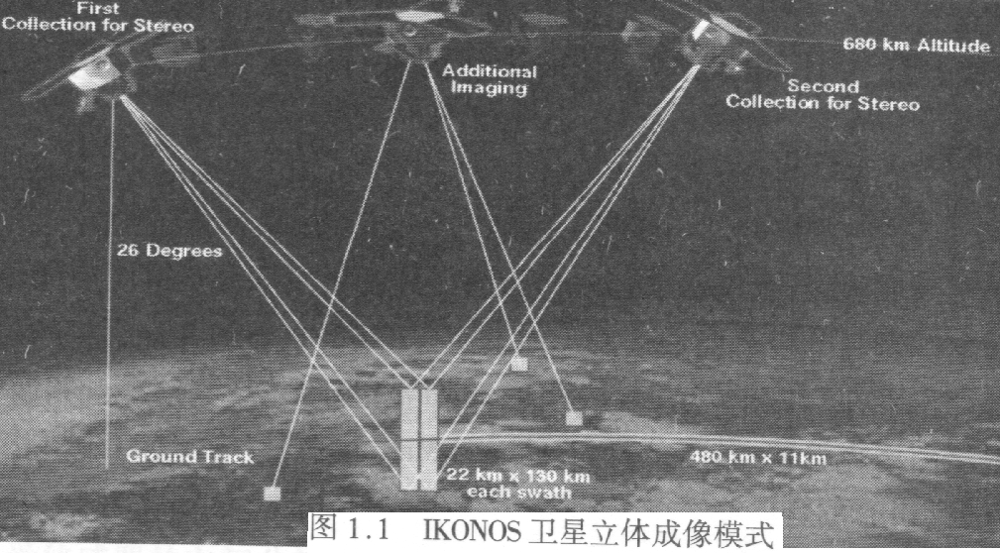 First
Collection for Stereo
680 km Altitude
Additional
Imaging
Second
Collection for Stereo
26 Degrees
Ground Track
480 km x 11km
22 km x 130 km
each swath
图 1.1 IKONOS 卫星立体成像模式